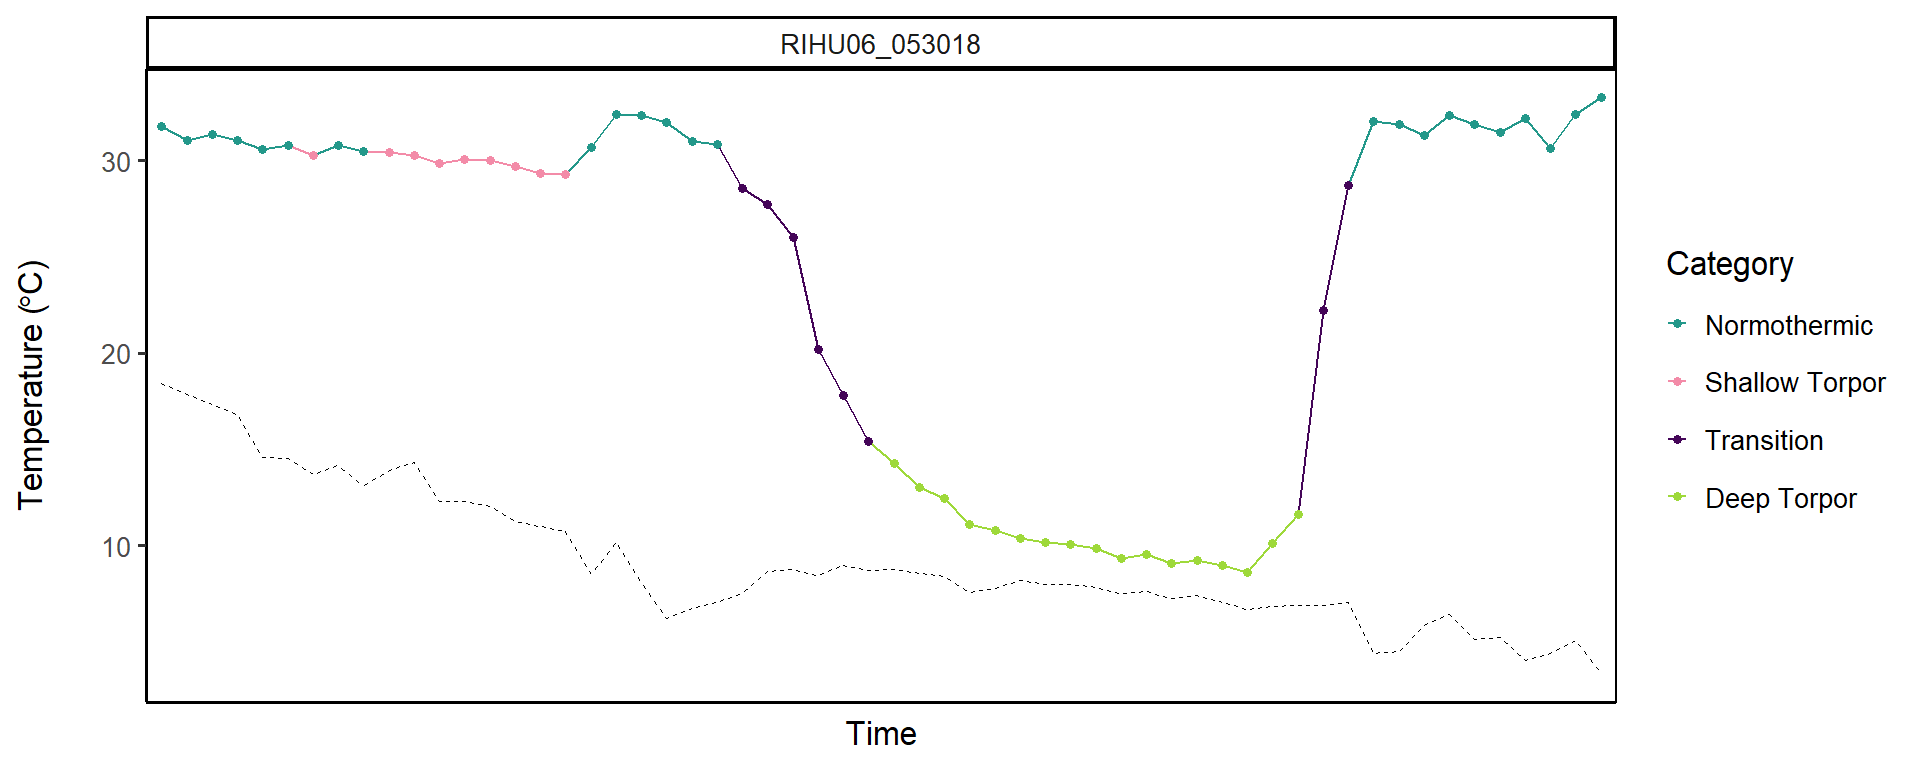 RIHU06_053018
Temperature (°C)
30
20
10
Time
Category
Normothermic
Shallow Torpor
Transition
Deep Torpor